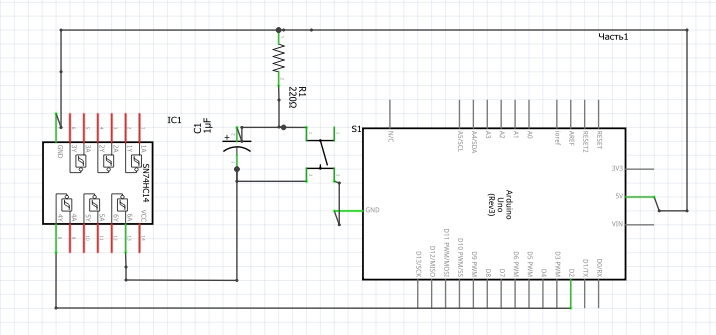 Часть1
R1
220Ω
IC1
C1
1µF
S1
GND
3Y
3A
2Y
2A
1Y
1A
SN74HC14
4Y
4A
5Y
5A
6Y
6A
VCC
N/C
A5/SCL
A4/SDA
A3
A2
A1
A0
ioref
AREF
RESET2
RESET
3V3
5V
VIN
GND
Arduino
Uno
(Rev3)
D13/SCK
D12/MISO
D11 PWM/MOSI
D10 PWM/SS
D9 PWM
D8
D7
D6 PWM
D5 PWM
D4
D3 PWM
D2
D1/TX
D0/RX